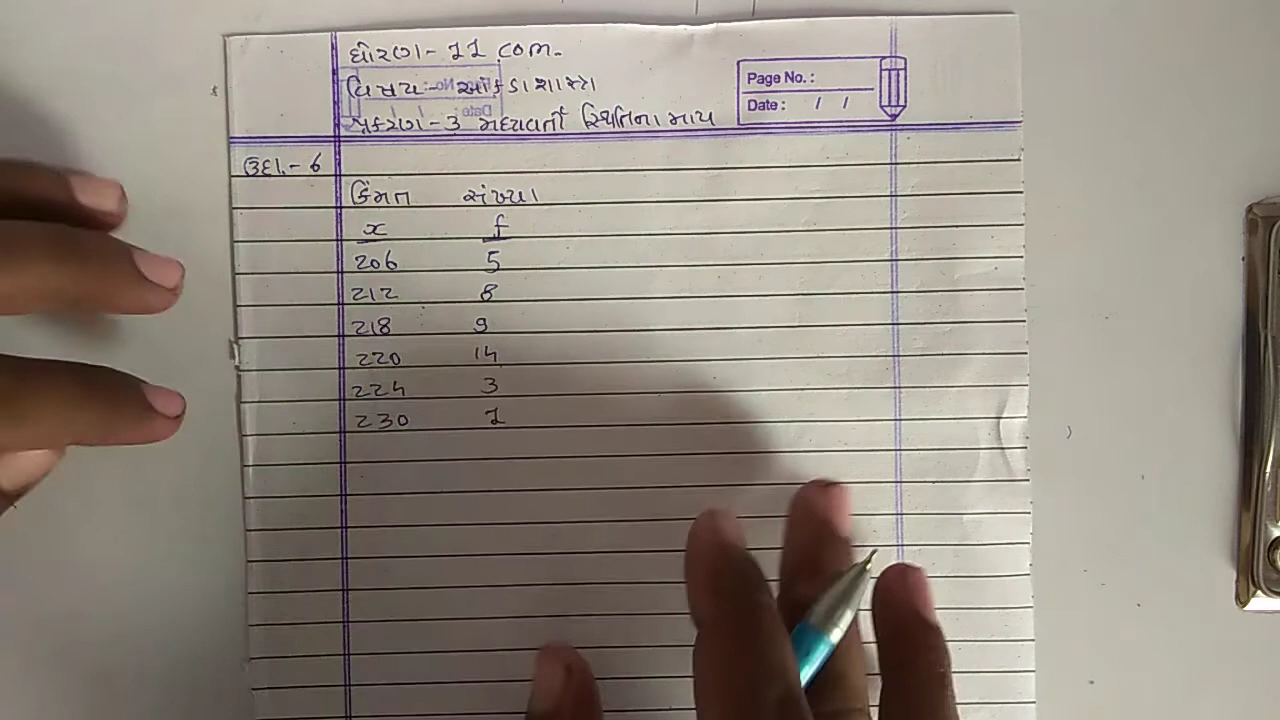 ધોરણ - 11 com.
વિષય:- આંકડાશાસ્ત્ર
Page No. :
પ્રકરણ - 3 મધ્યવર્તી સ્થિતિના માપ
Date : / /
ઉદા.- 6
કિંમત સંખ્યા
x f
206 5
212 8
218 9
220 14
224 3
230 1